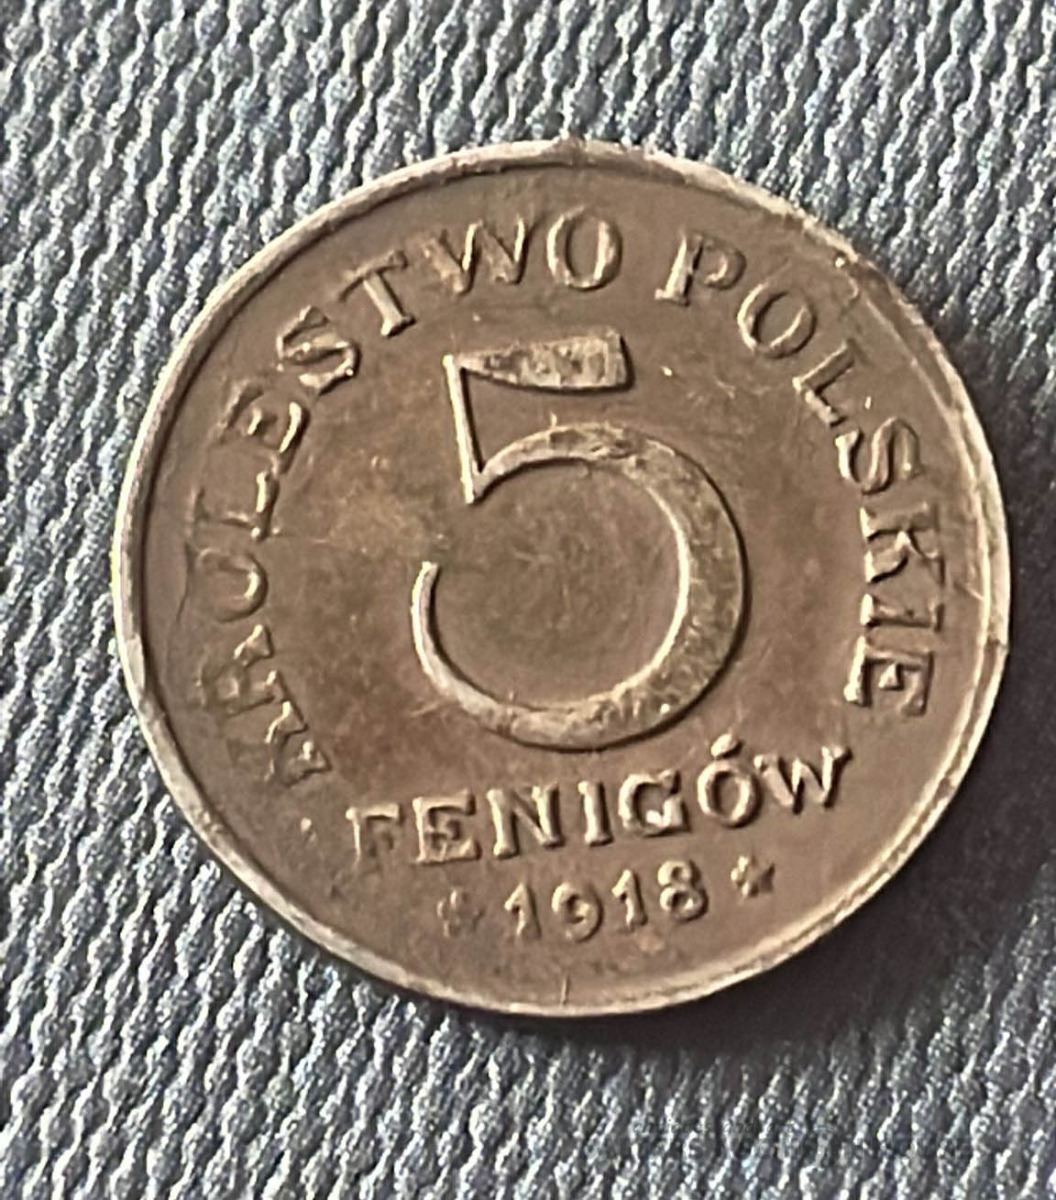 KRÓLESTWO POLSKIE
5
FENIGÓW
1918